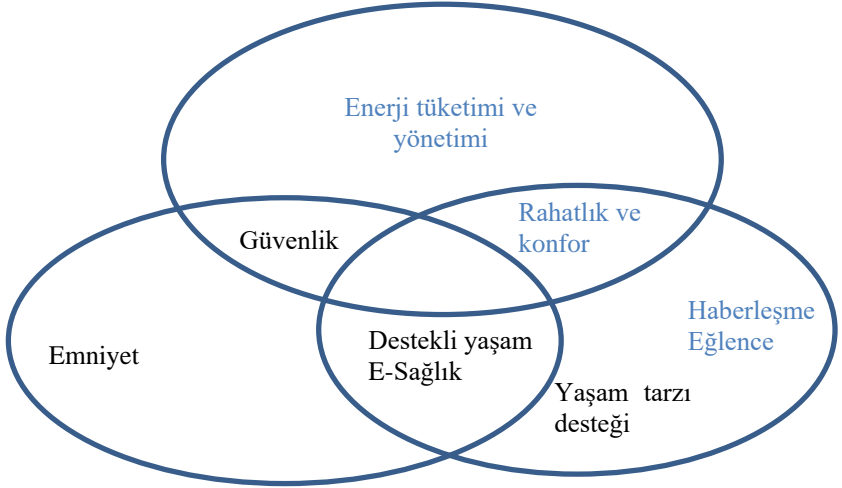 Enerji tüketimi ve
yönetimi
Rahatlık ve
konfor
Güvenlik
Haberleşme
Eğlence
Emniyet
Destekli yaşam
E-Sağlık
Yaşam tarzı
desteği